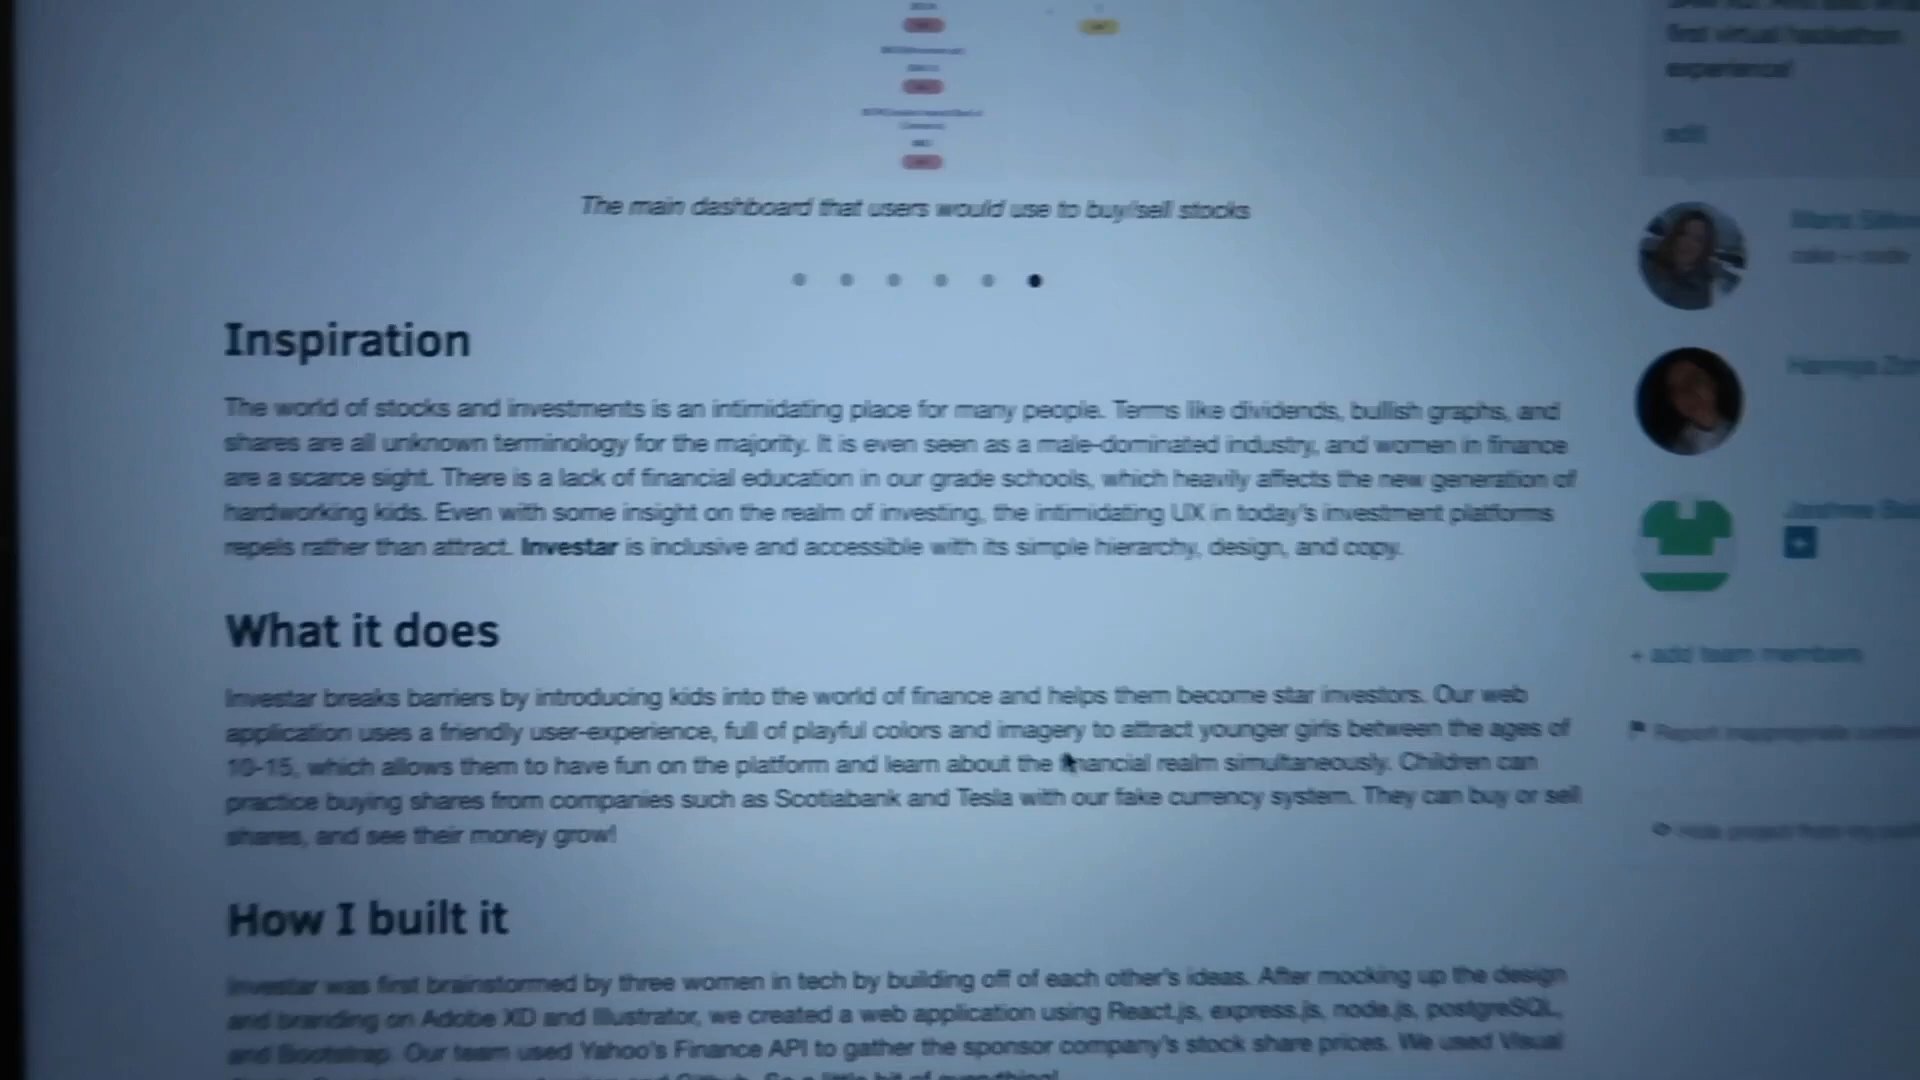 first virtual hackathon
experience!
edit
The main dashboard that users would use to buy/sell stocks
Inspiration
The world of stocks and investments is an intimidating place for many people. Terms like dividends, bullish graphs, and
shares are all unknown terminology for the majority. It is even seen as a male-dominated industry, and women in finance
are a scarce sight. There is a lack of financial education in our grade schools, which heavily affects the new generation of
hardworking kids. Even with some insight on the realm of investing, the intimidating UX in today's investment platforms
repels rather than attract. Investar is inclusive and accessible with its simple hierarchy, design, and copy.
What it does
Investar breaks barriers by introducing kids into the world of finance and helps them become star investors. Our web
application uses a friendly user-experience, full of playful colors and imagery to attract younger girls between the ages of
10-15, which allows them to have fun on the platform and learn about the financial realm simultaneously. Children can
practice buying shares from companies such as Scotiabank and Tesla with our fake currency system. They can buy or sell
shares, and see their money grow!
+ add team members
Report inappropriate
How I built it
Investar was first brainstormed by three women in tech by building off of each other's ideas. After mocking up the design
and branding on Adobe XD and Illustrator, we created a web application using React.js, express.js, node.js, postgreSQL,
and Bootstrap. Our team used Yahoo's Finance API to gather the sponsor company's stock share prices. We used Visual